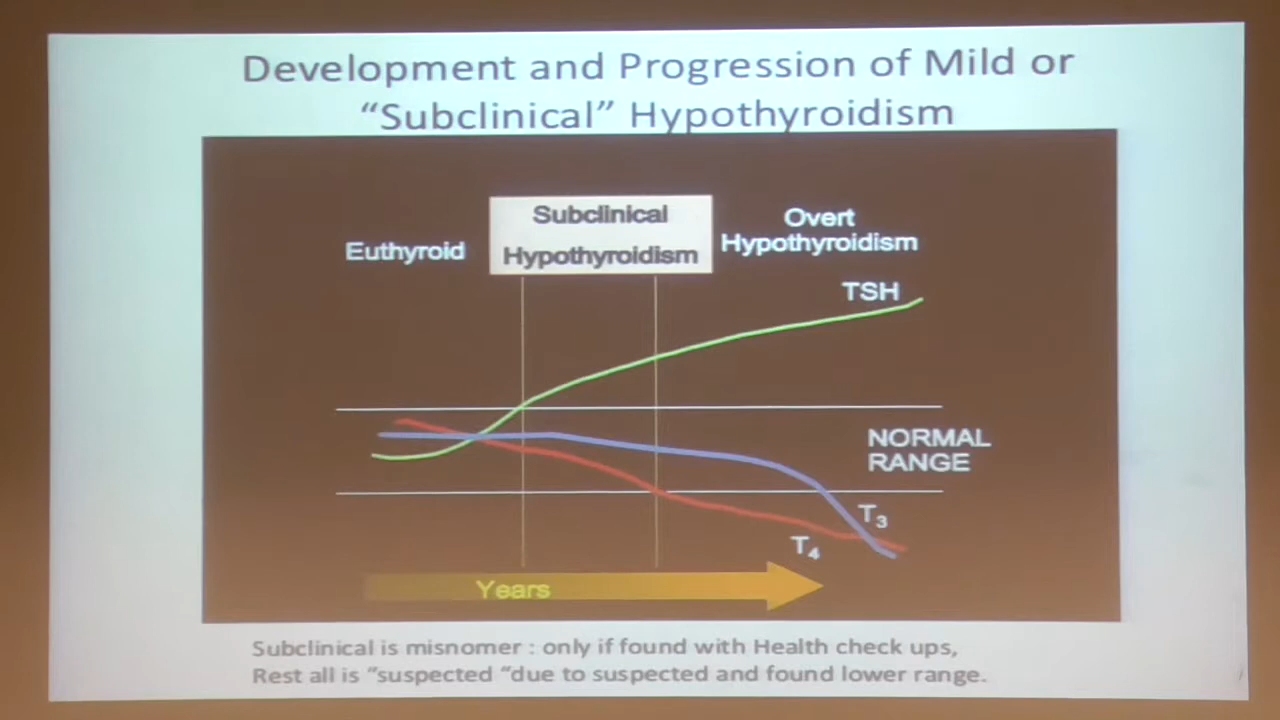 Development and Progression of Mild or
“Subclinical” Hypothyroidism
Euthyroid
Subclinical
Hypothyroidism
Overt
Hypothyroidism
TSH
NORMAL
RANGE
T3
T4
Years
Subclinical is misnomer : only if found with Health check ups,
Rest all is “suspected “due to suspected and found lower range.